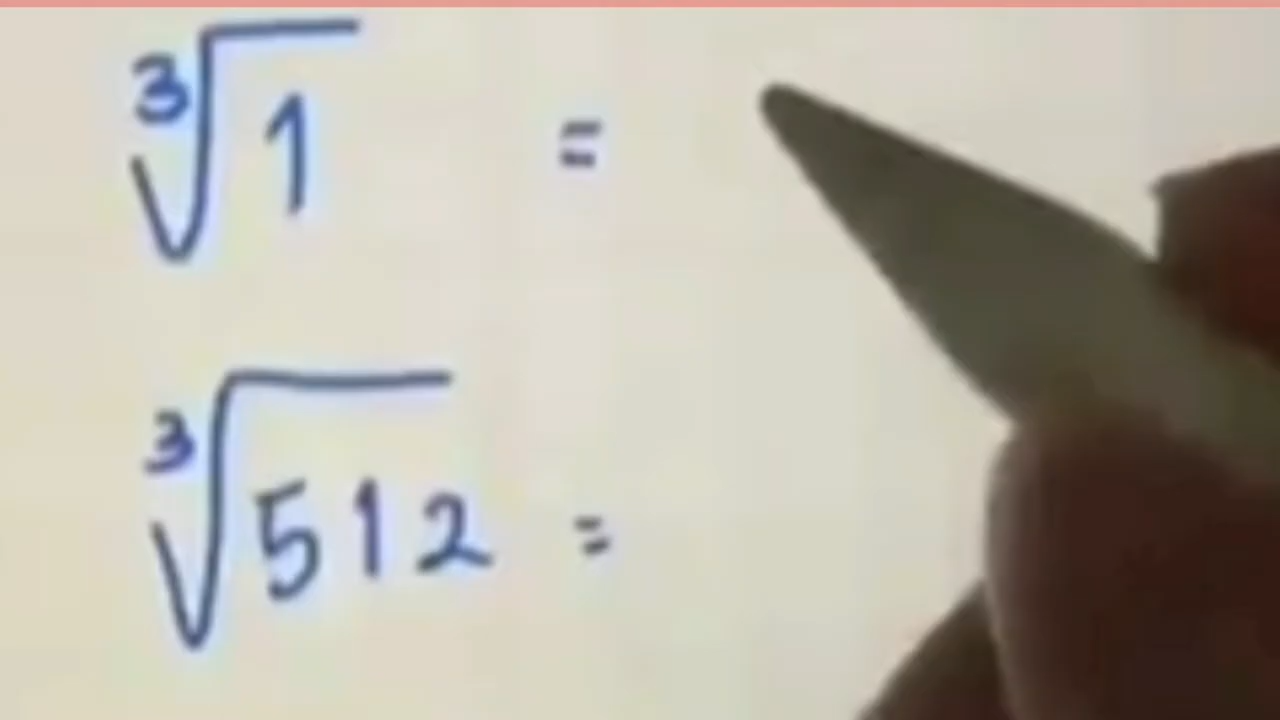 ∛1 =
∛512 =